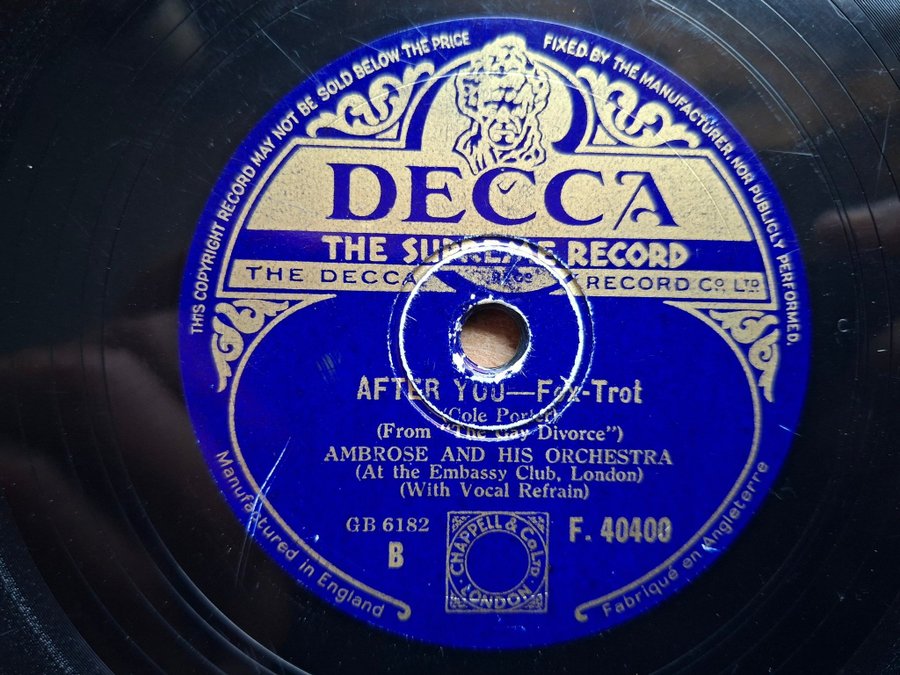 THIS COPYRIGHT RECORD MAY NOT BE SOLD BELOW THE PRICE FIXED BY THE MANUFACTURER, NOR PUBLICLY PERFORMED.
DECCA
THE SUPREME RECORD
THE DECCA RECORD CO. LTD
AFTER YOU—Fox-Trot
(Cole Porter)
(From "The Gay Divorce")
AMBROSE AND HIS ORCHESTRA
(At the Embassy Club, London)
(With Vocal Refrain)
GB 6182
B
F. 40400
CHAPPELL & CO LTD
LONDON
Manufactured in England
Fabriqué en Angleterre